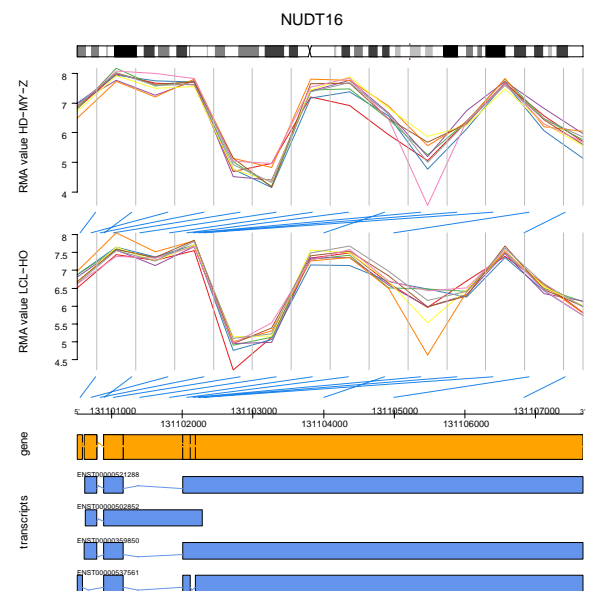 NUDT16
RMA value HD−MY−Z
8
7
6
5
4
RMA value LCL−HO
8
7.5
7
6.5
6
5.5
5
4.5
5'
131101000
131102000
131103000
131104000
131105000
131106000
131107000
3'
gene
transcripts
ENST00000521288
ENST00000502852
ENST00000359850
ENST00000537561